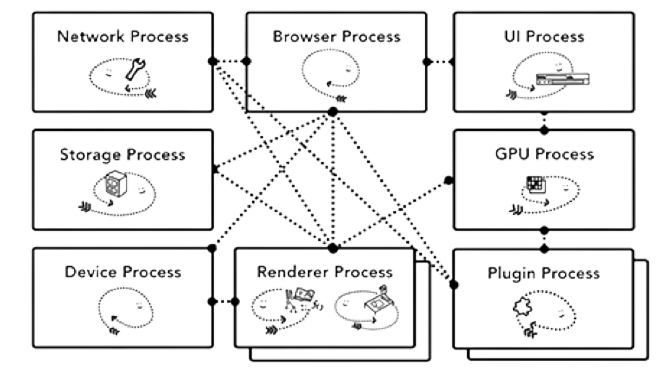 Network Process
Browser Process
UI Process
Storage Process
GPU Process
Device Process
Renderer Process
Plugin Process